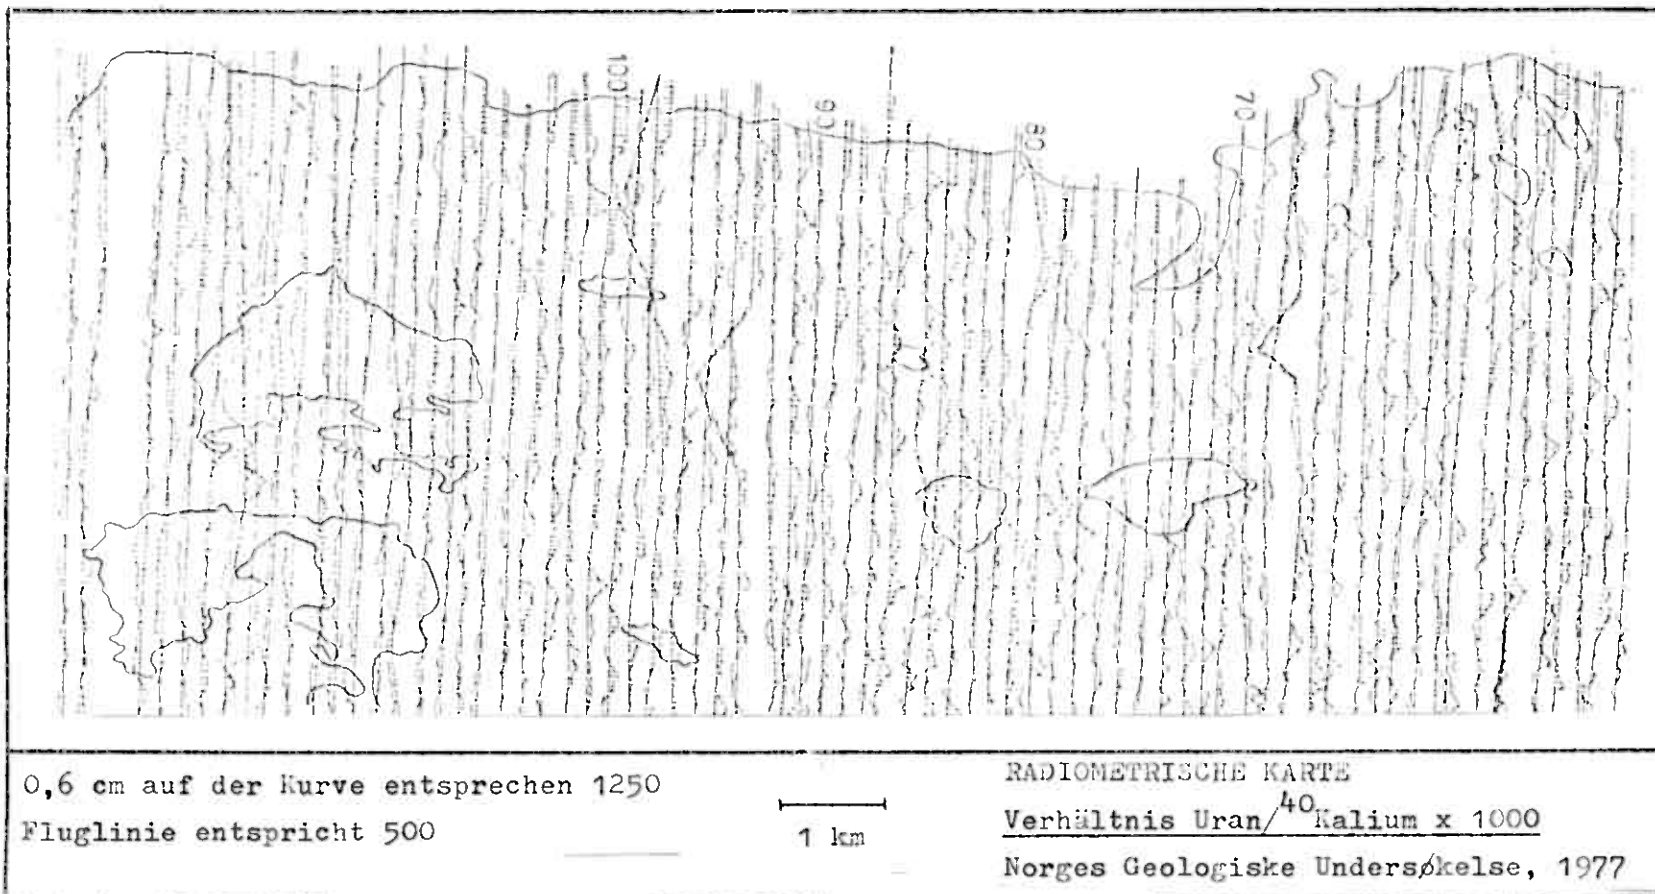 100
90
80
70
0,6 cm auf der Kurve entsprechen 1250
Fluglinie entspricht 500
1 km
RADIOMETRISCHE KARTE
Verhältnis Uran/⁴⁰Kalium x 1000
Norges Geologiske Undersøkelse, 1977